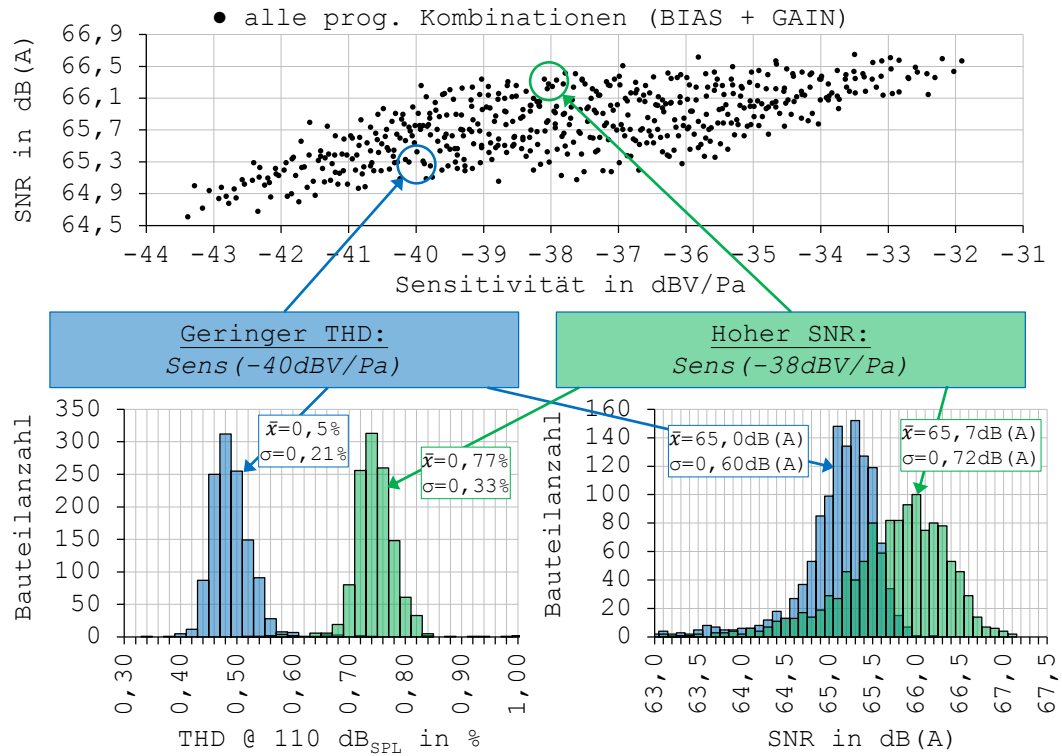 ● alle prog. Kombinationen (BIAS + GAIN)
SNR in dB(A)
66,9
66,5
66,1
65,7
65,3
64,9
64,5
-44 -43 -42 -41 -40 -39 -38 -37 -36 -35 -34 -33 -32 -31
Sensitivität in dBV/Pa
Geringer THD:
Sens(-40dBV/Pa)
Hoher SNR:
Sens(-38dBV/Pa)
Bauteilanzahl
350
300
250
200
150
100
50
0
x̄=0,5%
σ=0,21%
x̄=0,77%
σ=0,33%
0,30 0,40 0,50 0,60 0,70 0,80 0,90 1,00
THD @ 110 dBSPL in %
Bauteilanzahl
160
140
120
100
80
60
40
20
0
x̄=65,0dB(A)
σ=0,60dB(A)
x̄=65,7dB(A)
σ=0,72dB(A)
63,0 63,5 64,0 64,5 65,0 65,5 66,0 66,5 67,0 67,5
SNR in dB(A)